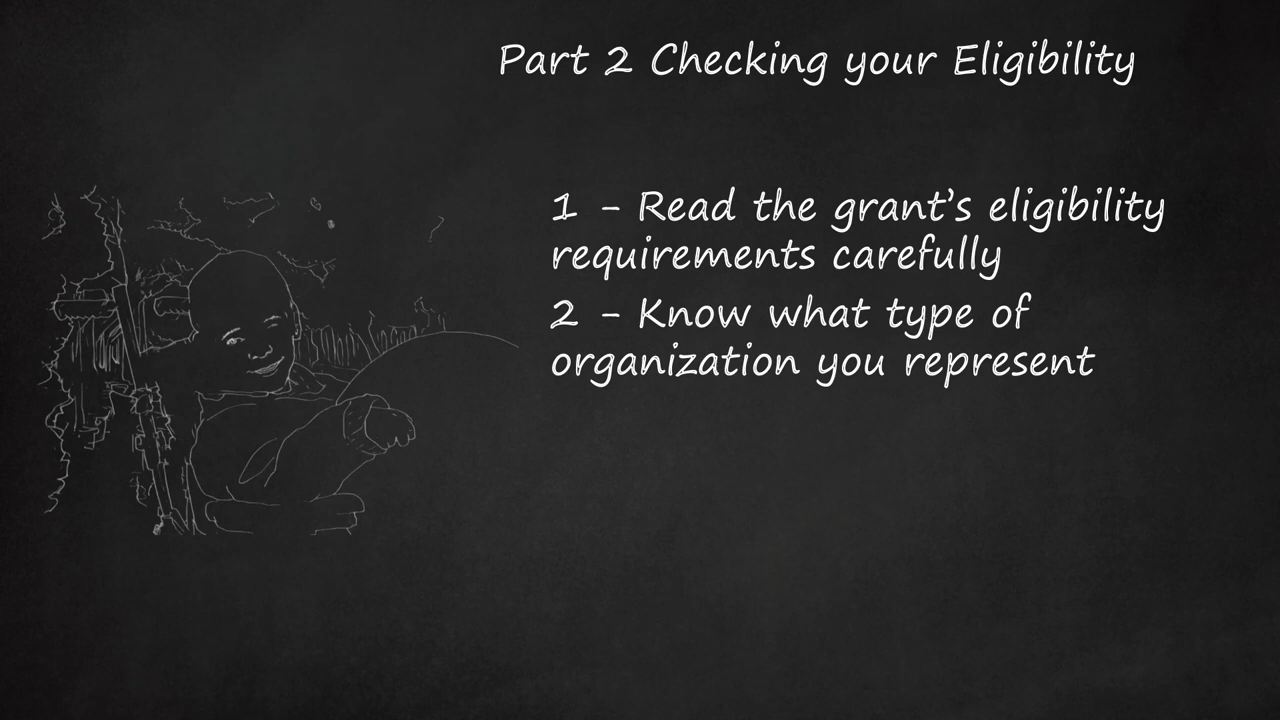 Part 2 Checking your Eligibility
1 - Read the grant's eligibility
requirements carefully
2 - Know what type of
organization you represent